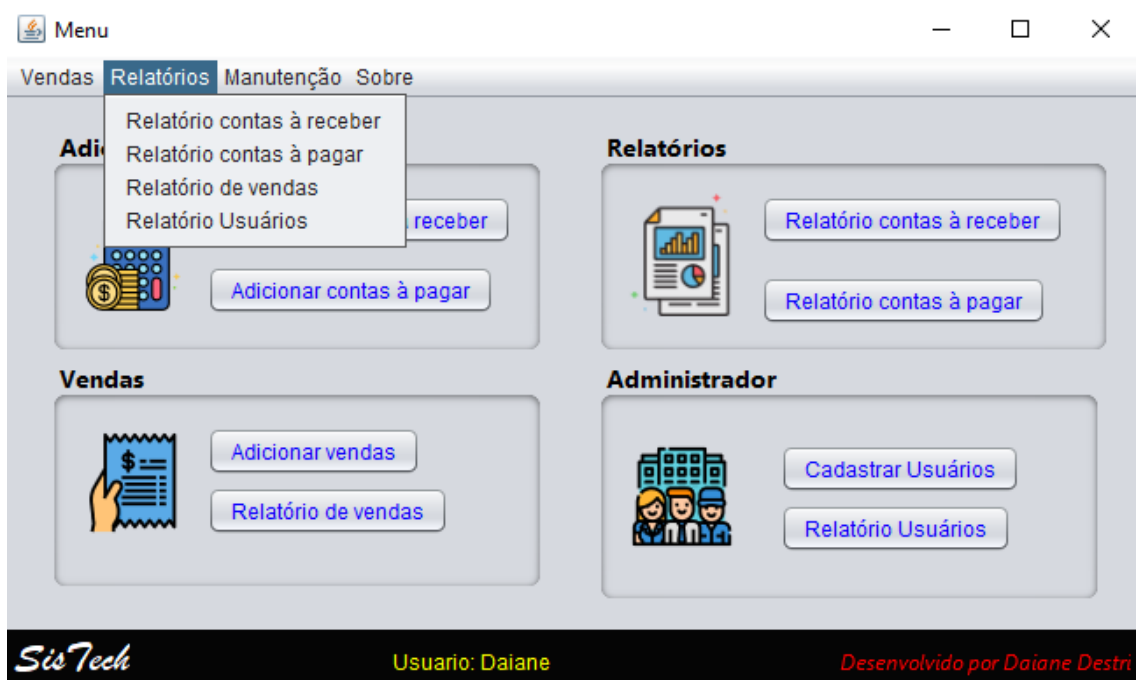 Menu
Vendas Relatórios Manutenção Sobre
Relatório contas à receber
Relatório contas à pagar
Relatório de vendas
Relatório Usuários
Adi
receber
Adicionar contas à pagar
Relatórios
Relatório contas à receber
Relatório contas à pagar
Vendas
Adicionar vendas
Relatório de vendas
Administrador
Cadastrar Usuários
Relatório Usuários
SisTech
Usuario: Daiane
Desenvolvido por Daiane Destri